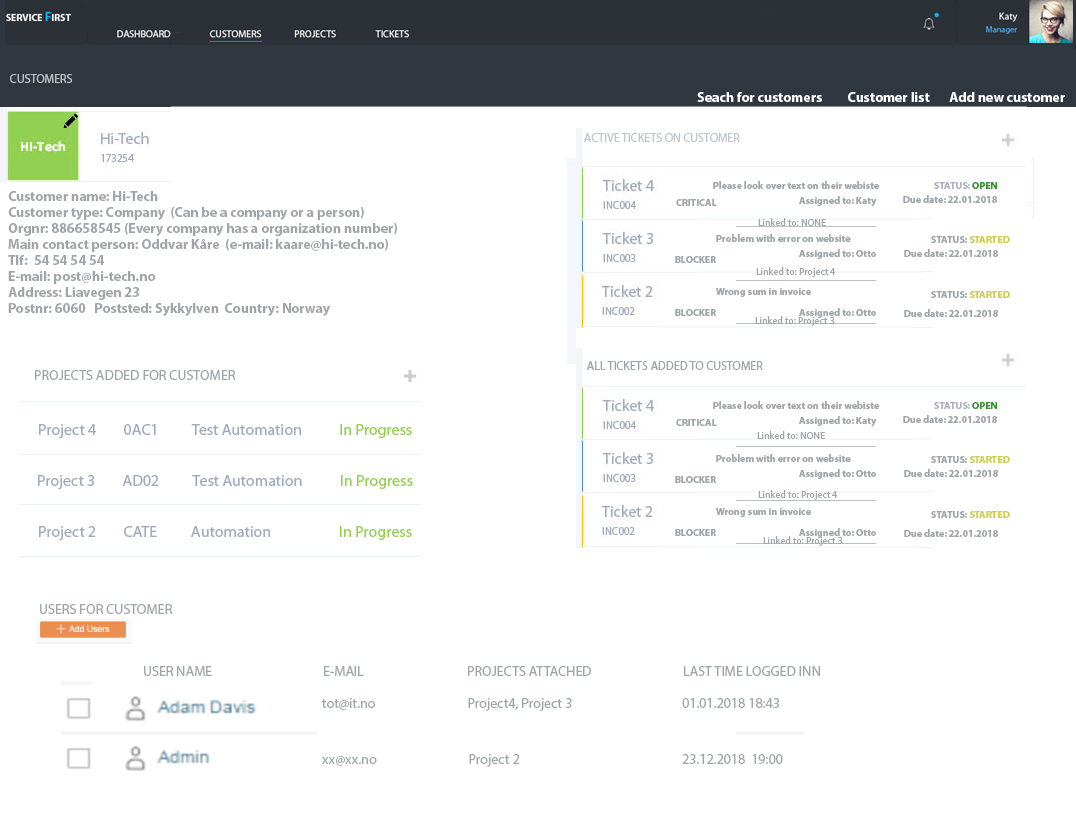 SERVICE FIRST
DASHBOARD CUSTOMERS PROJECTS TICKETS
Katy
Manager
CUSTOMERS
Seach for customers Customer list Add new customer
HI-Tech
Hi-Tech
173254
Customer name: Hi-Tech
Customer type: Company (Can be a company or a person)
Orgnr: 886658545 (Every company has a organization number)
Main contact person: Oddvar Kåre (e-mail: kaare@hi-tech.no)
Tlf: 54 54 54 54
E-mail: post@hi-tech.no
Address: Liavegen 23
Postnr: 6060 Poststed: Sykkylven Country: Norway
PROJECTS ADDED FOR CUSTOMER
Project 4 0AC1 Test Automation In Progress
Project 3 AD02 Test Automation In Progress
Project 2 CATE Automation In Progress
ACTIVE TICKETS ON CUSTOMER
Ticket 4 Please look over text on their webiste STATUS: OPEN
INC004 CRITICAL Assigned to: Katy Due date: 22.01.2018
Linked to: NONE
Ticket 3 Problem with error on website STATUS: STARTED
INC003 BLOCKER Assigned to: Otto Due date: 22.01.2018
Linked to: Project 4
Ticket 2 Wrong sum in invoice STATUS: STARTED
INC002 BLOCKER Assigned to: Otto Due date: 22.01.2018
Linked to: Project 3
ALL TICKETS ADDED TO CUSTOMER
Ticket 4 Please look over text on their webiste STATUS: OPEN
INC004 CRITICAL Assigned to: Katy Due date: 22.01.2018
Linked to: NONE
Ticket 3 Problem with error on website STATUS: STARTED
INC003 BLOCKER Assigned to: Otto Due date: 22.01.2018
Linked to: Project 4
Ticket 2 Wrong sum in invoice STATUS: STARTED
INC002 BLOCKER Assigned to: Otto Due date: 22.01.2018
Linked to: Project 3
USERS FOR CUSTOMER
+ Add Users
USER NAME E-MAIL PROJECTS ATTACHED LAST TIME LOGGED INN
Adam Davis tot@it.no Project4, Project 3 01.01.2018 18:43
Admin xx@xx.no Project 2 23.12.2018 19:00